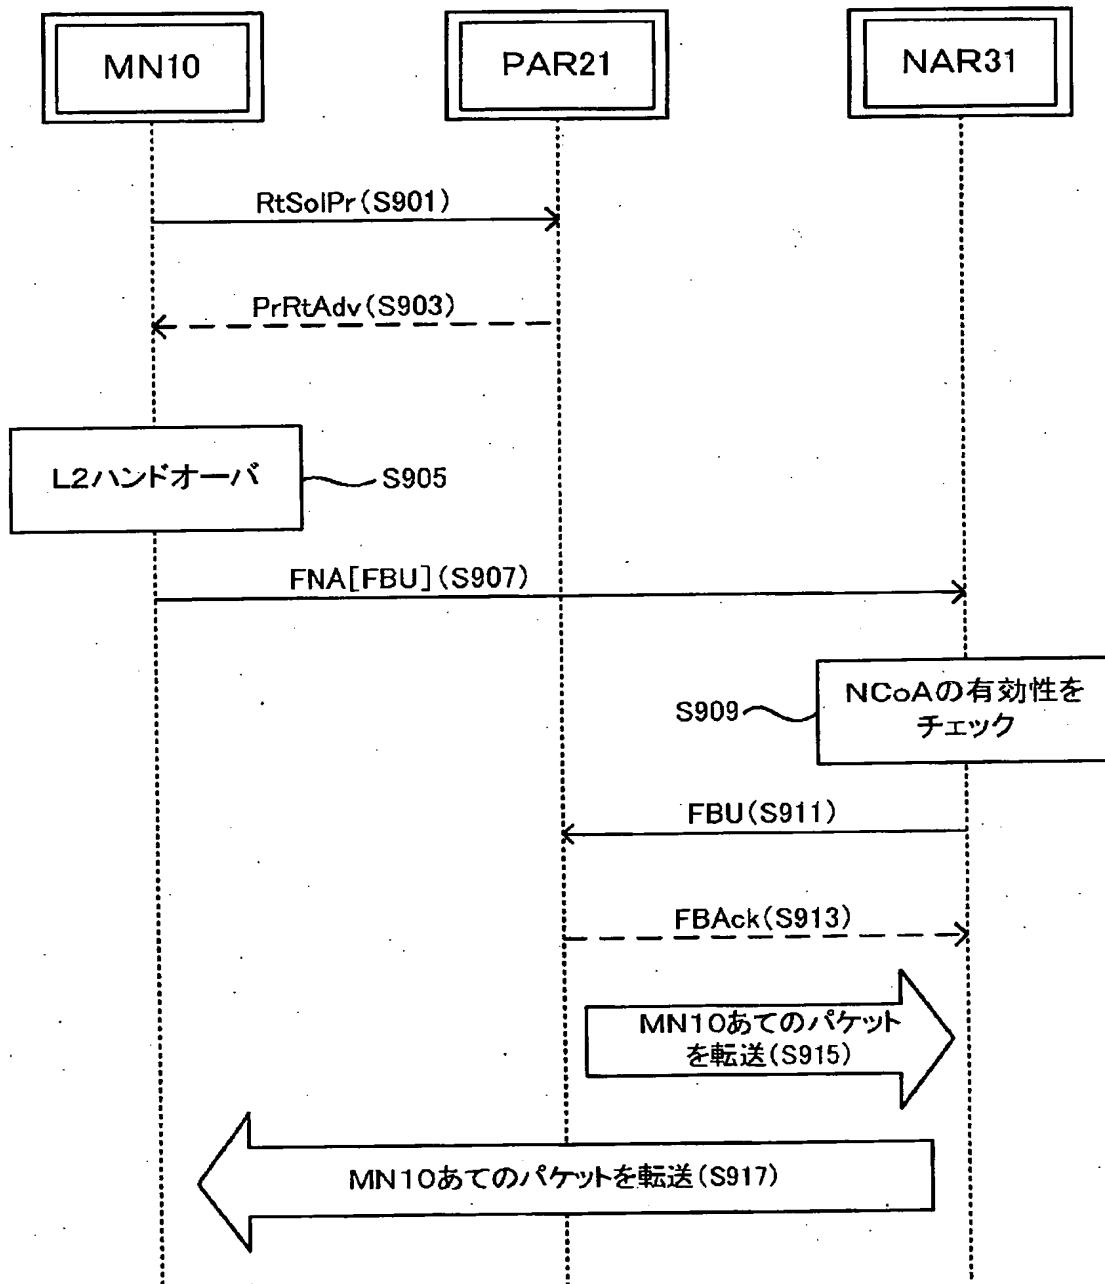 MN10
PAR21
NAR31
RtSolPr(S901)
PrRtAdv(S903)
L2ハンドオーバ
S905
FNA[FBU](S907)
S909
NCoAの有効性を
チェック
FBU(S911)
FBAck(S913)
MN10あてのパケット
を転送(S915)
MN10あてのパケットを転送(S917)